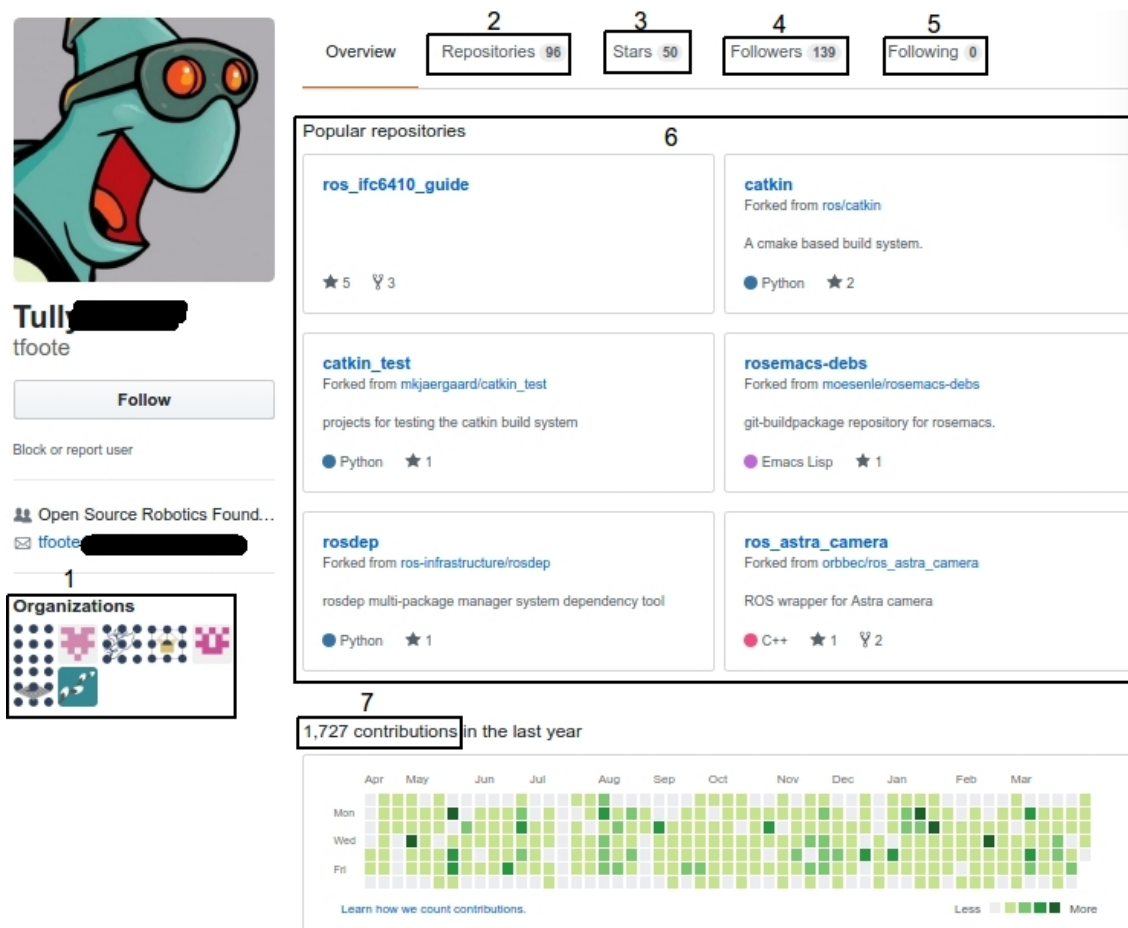 2
3
4
5
Overview
Repositories 96
Stars 50
Followers 139
Following 0
Popular repositories
6
ros_ifc6410_guide
5 3
catkin
Forked from ros/catkin
A cmake based build system.
Python 2
catkin_test
Forked from mkjaergaard/catkin_test
projects for testing the catkin build system
Python 1
rosemacs-debs
Forked from moesenle/rosemacs-debs
git-buildpackage repository for rosemacs.
Emacs Lisp 1
rosdep
Forked from ros-infrastructure/rosdep
rosdep multi-package manager system dependency tool
Python 1
ros_astra_camera
Forked from orbbec/ros_astra_camera
ROS wrapper for Astra camera
C++ 1 2
Tully
tfoote
Follow
Block or report user
Open Source Robotics Found...
tfoote
1
Organizations
7
1,727 contributions in the last year
Apr May Jun Jul Aug Sep Oct Nov Dec Jan Feb Mar
Mon
Wed
Fri
Learn how we count contributions.
Less More